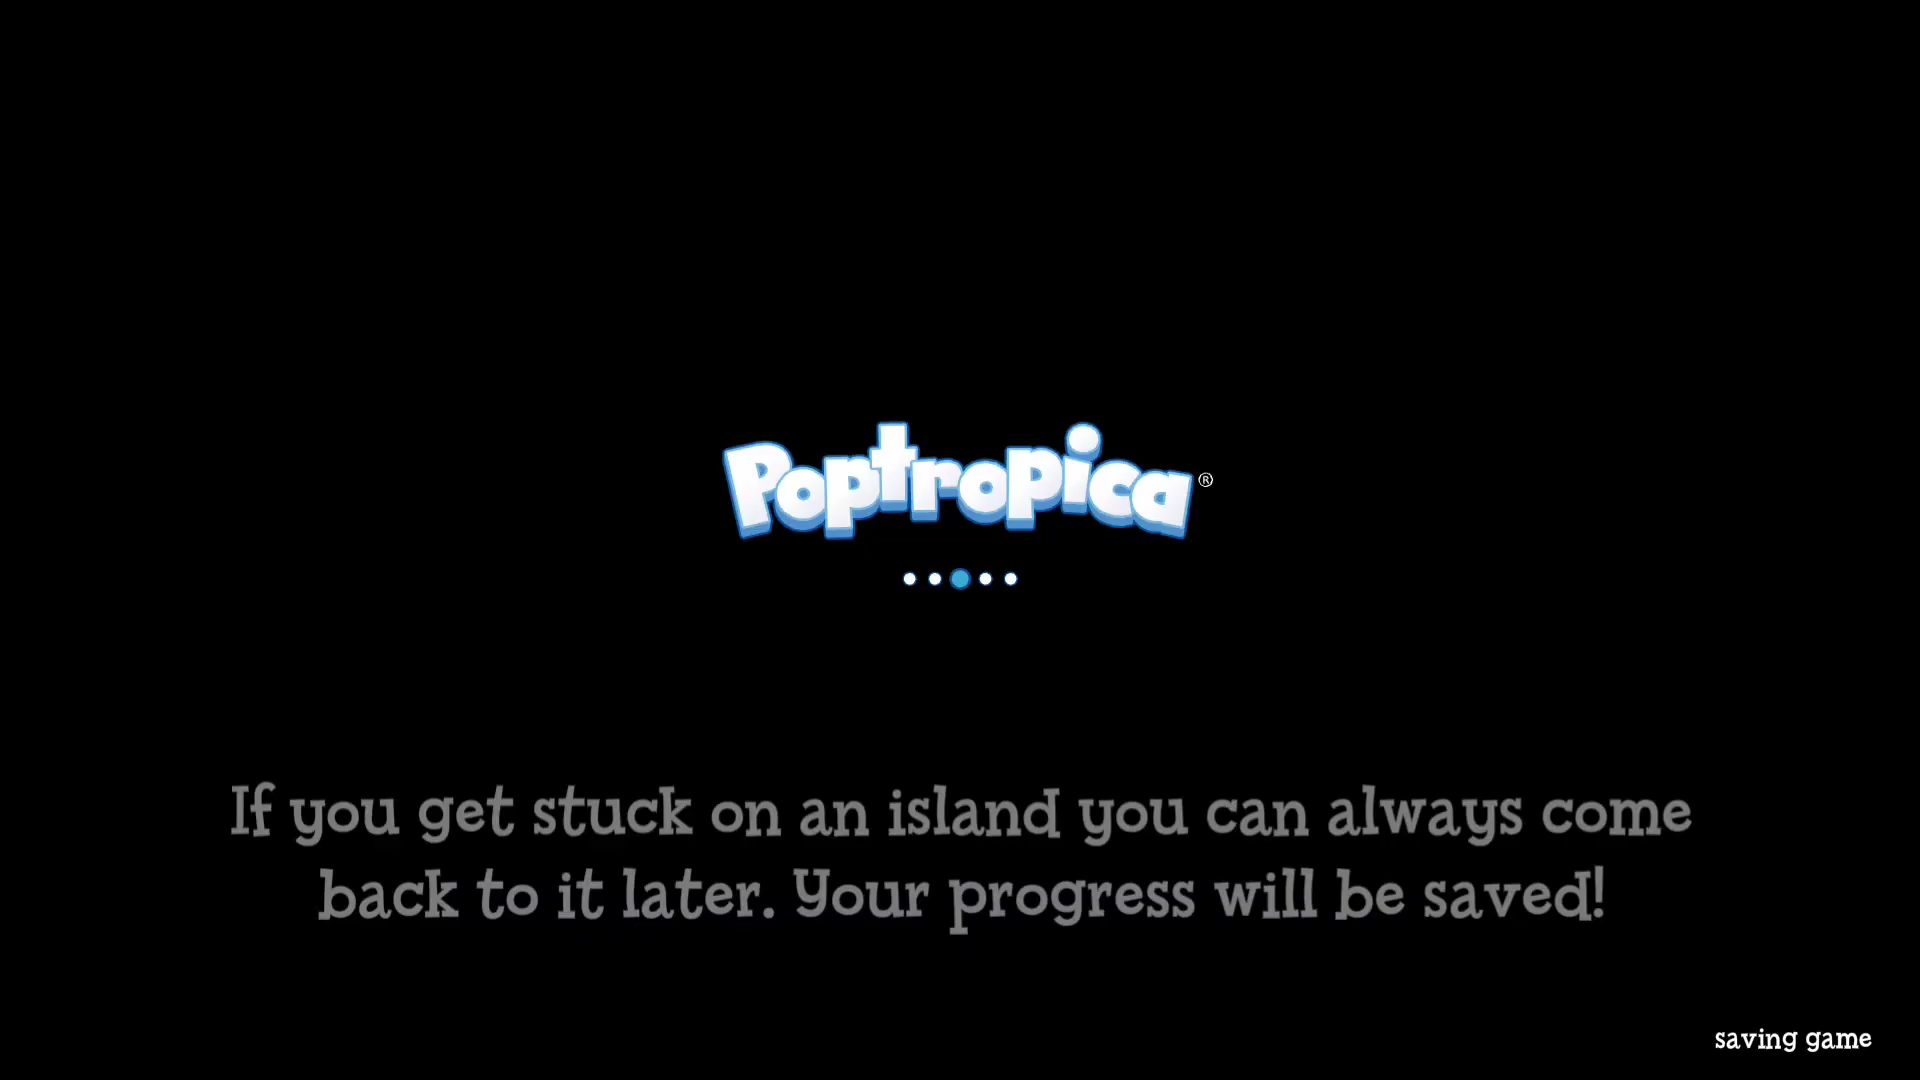 Poptropica®
If you get stuck on an island you can always come
back to it later. Your progress will be saved!
saving game